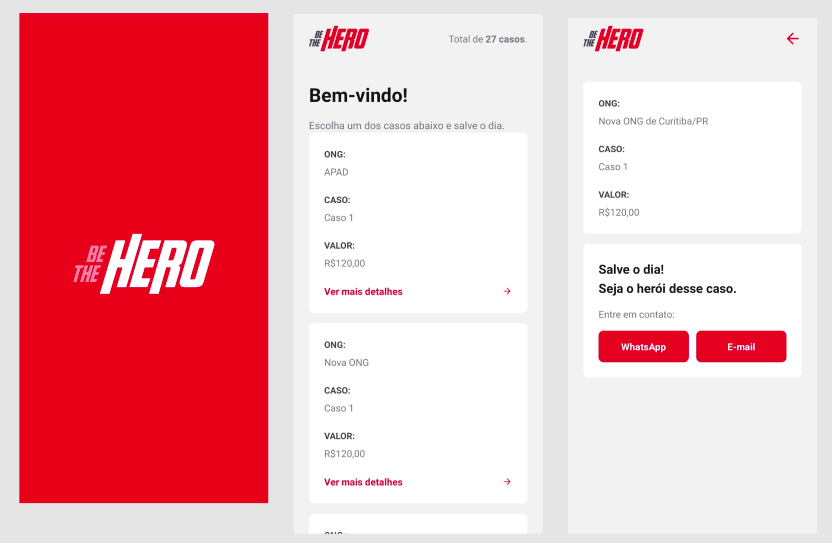 BE
THE HERO
BE
THE HERO
Total de 27 casos.
Bem-vindo!
Escolha um dos casos abaixo e salve o dia.
ONG:
APAD
CASO:
Caso 1
VALOR:
R$120,00
Ver mais detalhes
ONG:
Nova ONG
CASO:
Caso 1
VALOR:
R$120,00
Ver mais detalhes
ONG:
BE
THE HERO
ONG:
Nova ONG de Curitiba/PR
CASO:
Caso 1
VALOR:
R$120,00
Salve o dia!
Seja o herói desse caso.
Entre em contato:
WhatsApp
E-mail